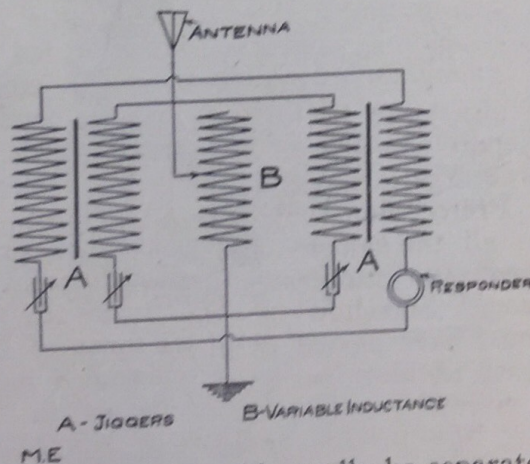 ANTENNA
B
A
A
RESPONDER
A-JIGGERS
B-VARIABLE INDUCTANCE
M.E